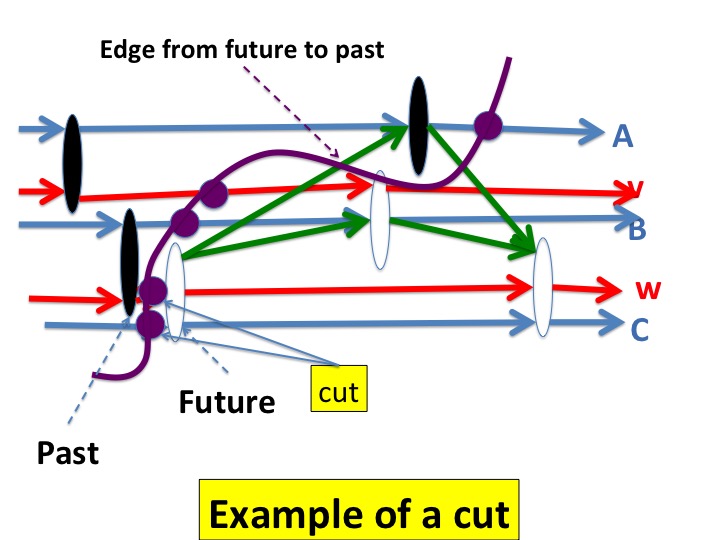 Edge from future to past
A
v
B
w
C
cut
Future
Past
Example of a cut